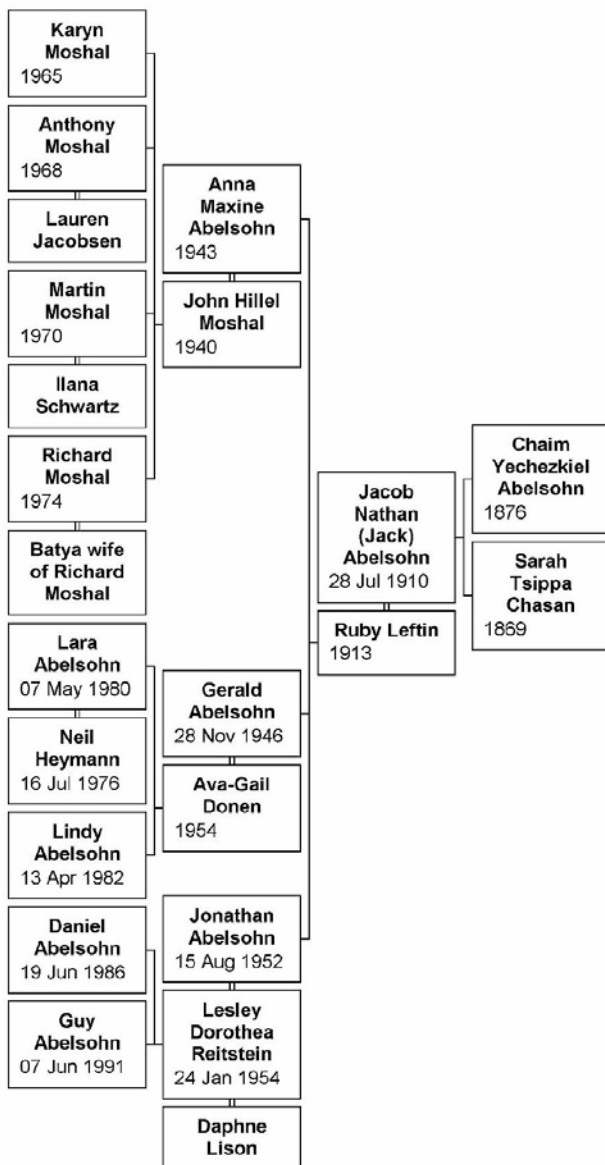 Karyn
Moshal
1965
Anthony
Moshal
1968
Lauren
Jacobsen
Martin
Moshal
1970
Ilana
Schwartz
Richard
Moshal
1974
Batya wife
of Richard
Moshal
Lara
Abelsohn
07 May 1980
Neil
Heymann
16 Jul 1976
Lindy
Abelsohn
13 Apr 1982
Daniel
Abelsohn
19 Jun 1986
Guy
Abelsohn
07 Jun 1991
Anna
Maxine
Abelsohn
1943
John Hillel
Moshal
1940
Gerald
Abelsohn
28 Nov 1946
Ava-Gail
Donen
1954
Jonathan
Abelsohn
15 Aug 1952
Lesley
Dorothea
Reitstein
24 Jan 1954
Daphne
Lison
Jacob
Nathan
(Jack)
Abelsohn
28 Jul 1910
Ruby Leftin
1913
Chaim
Yechezkiel
Abelsohn
1876
Sarah
Tsippa
Chasan
1869